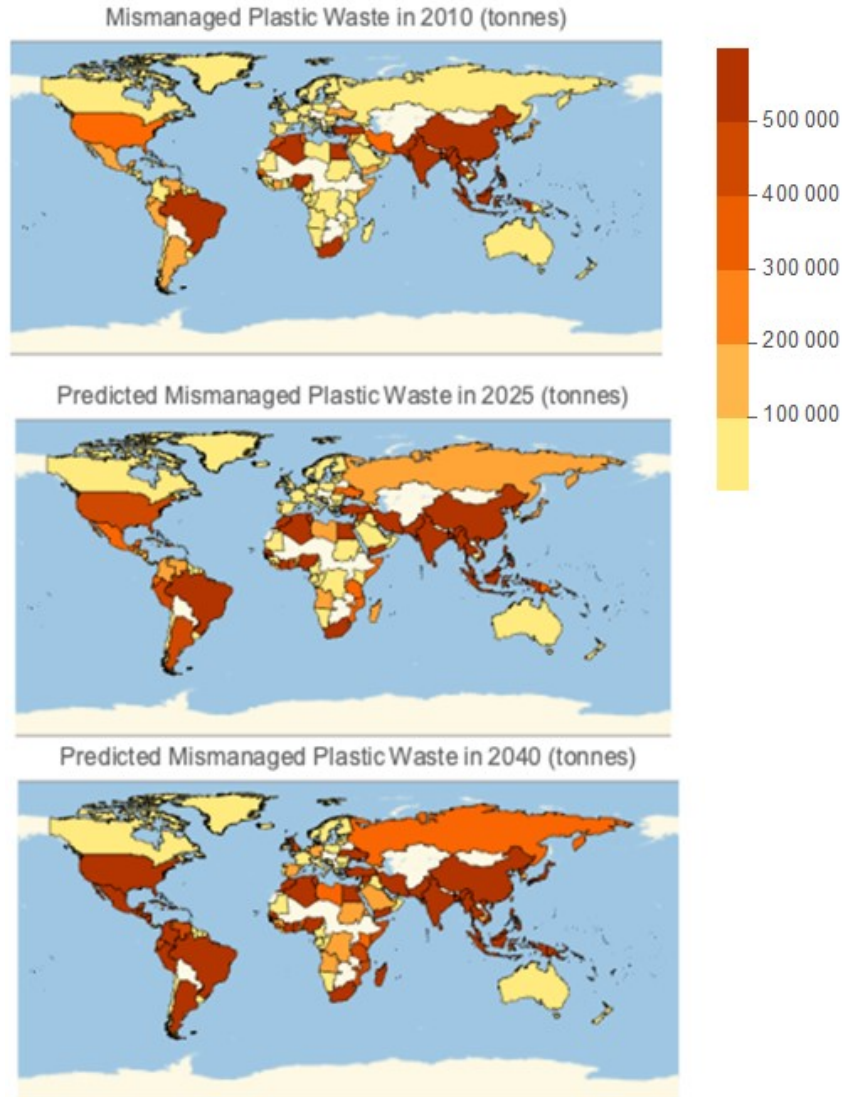 Mismanaged Plastic Waste in 2010 (tonnes)
500 000
400 000
300 000
200 000
100 000
Predicted Mismanaged Plastic Waste in 2025 (tonnes)
Predicted Mismanaged Plastic Waste in 2040 (tonnes)